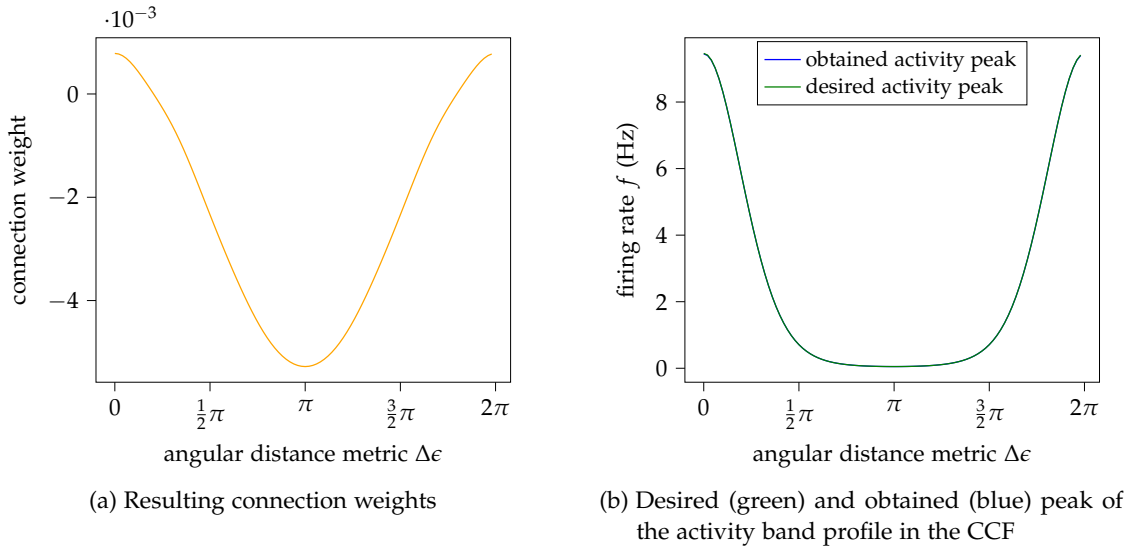 ·10⁻³
0
−2
−4
connection weight
0
½π
π
3/2π
2π
angular distance metric Δϵ
(a) Resulting connection weights
obtained activity peak
desired activity peak
8
6
4
2
0
firing rate f (Hz)
0
½π
π
3/2π
2π
angular distance metric Δϵ
(b) Desired (green) and obtained (blue) peak of
the activity band profile in the CCF